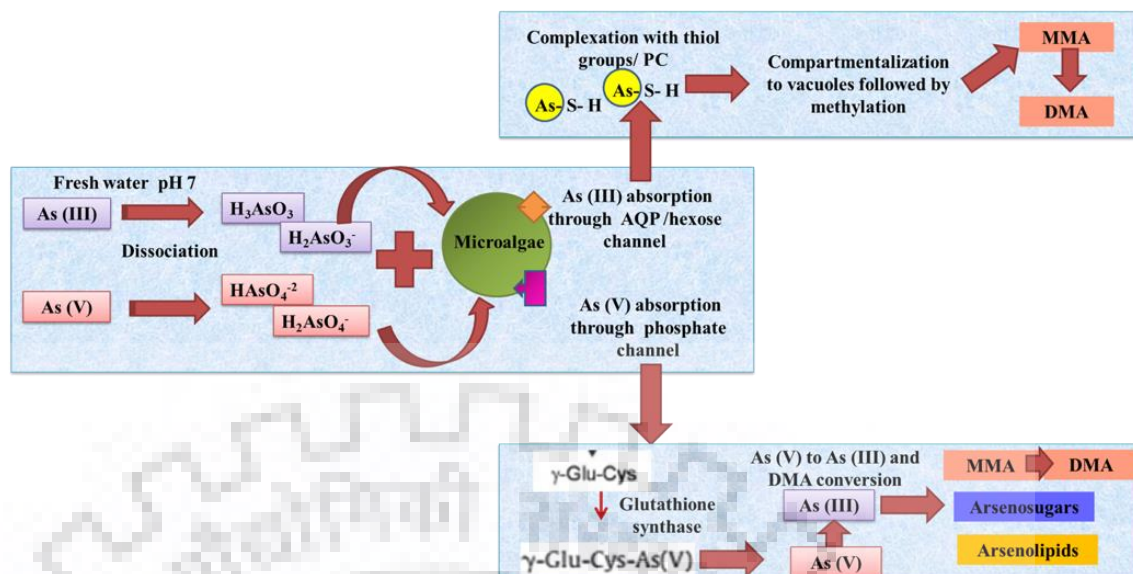 Complexation with thiol
groups/ PC
As- S- H
As- S- H
Compartmentalization
to vacuoles followed by
methylation
MMA
DMA
Fresh water pH 7
As (III)
H₃AsO₃
H₂AsO₃⁻
Dissociation
As (V)
HAsO₄⁻²
H₂AsO₄⁻
Microalgae
As (III) absorption
through AQP /hexose
channel
As (V) absorption
through phosphate
channel
γ-Glu-Cys
Glutathione
synthase
γ-Glu-Cys-As(V)
As (V) to As (III) and
DMA conversion
As (III)
As (V)
MMA
DMA
Arsenosugars
Arsenolipids